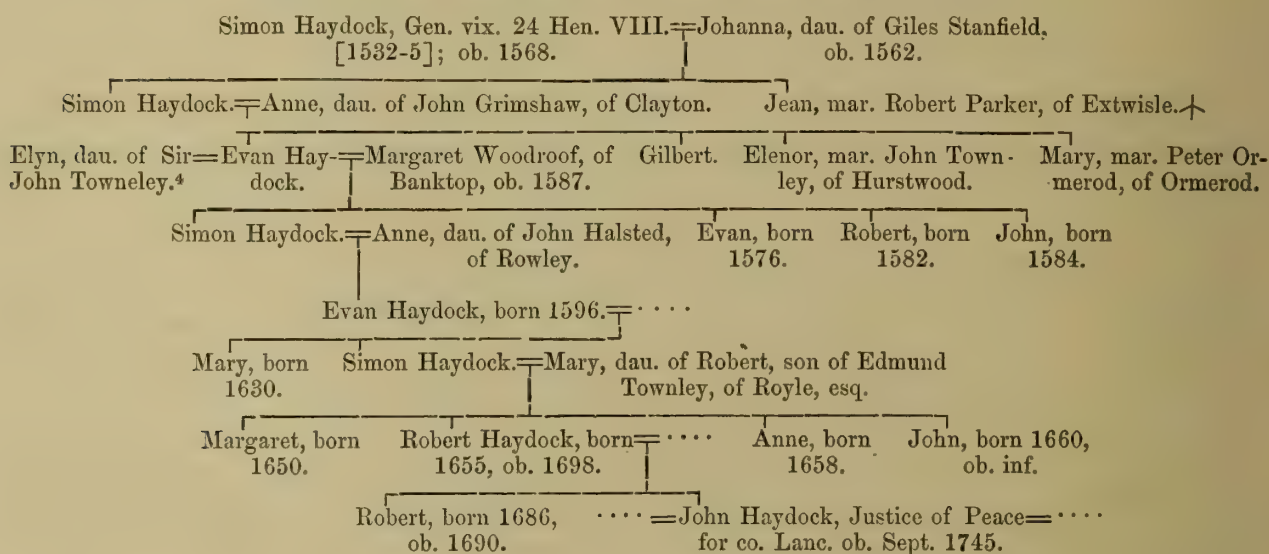 Simon Haydock, Gen. vix. 24 Hen. VIII.=Johanna, dau. of Giles Stanfield,
[1532-5]; ob. 1568. ob. 1562.
Simon Haydock.=Anne, dau. of John Grimshaw, of Clayton. Jean, mar. Robert Parker, of Extwisle.
Elyn, dau. of Sir=Evan Hay-=Margaret Woodroof, of Gilbert. Elenor, mar. John Town- Mary, mar. Peter Or-
John Towneley.⁴ dock. Banktop, ob. 1587. ley, of Hurstwood. merod, of Ormerod.
Simon Haydock.=Anne, dau. of John Halsted, Evan, born Robert, born John, born
of Rowley. 1576. 1582. 1584.
Evan Haydock, born 1596.= · · · ·
Mary, born Simon Haydock.=Mary, dau. of Robert, son of Edmund
1630. Townley, of Royle, esq.
Margaret, born Robert Haydock, born= · · · · Anne, born John, born 1660,
1650. 1655, ob. 1698. 1658. ob. inf.
Robert, born 1686, · · · · =John Haydock, Justice of Peace= · · · ·
ob. 1690. for co. Lanc. ob. Sept. 1745.